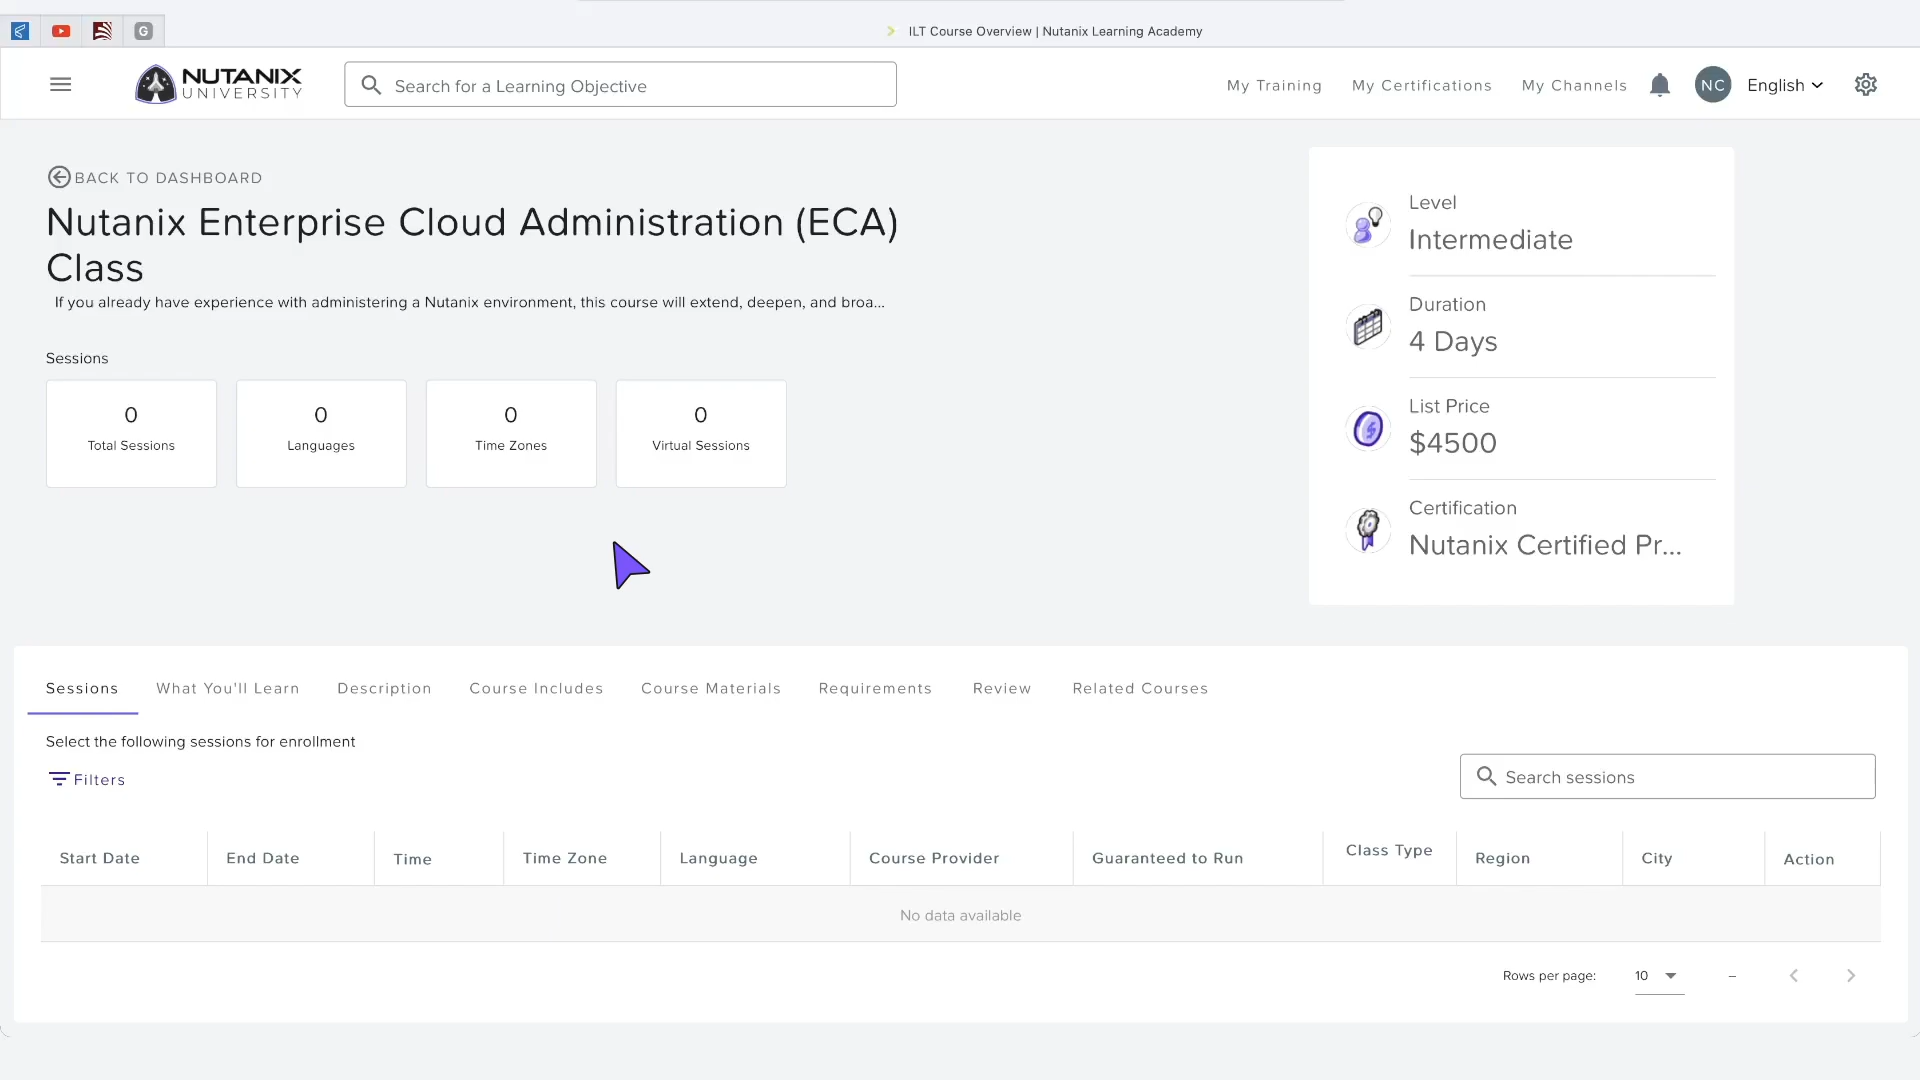 G
ILT Course Overview | Nutanix Learning Academy
NUTANIX
UNIVERSITY
Search for a Learning Objective
My Training
My Certifications
My Channels
NC
English
BACK TO DASHBOARD
Nutanix Enterprise Cloud Administration (ECA)
Class
If you already have experience with administering a Nutanix environment, this course will extend, deepen, and broa...
Level
Intermediate
Duration
4 Days
List Price
$4500
Certification
Nutanix Certified Pr...
Sessions
0
Total Sessions
0
Languages
0
Time Zones
0
Virtual Sessions
Sessions
What You'll Learn
Description
Course Includes
Course Materials
Requirements
Review
Related Courses
Select the following sessions for enrollment
Filters
Search sessions
Start Date
End Date
Time
Time Zone
Language
Course Provider
Guaranteed to Run
Class Type
Region
City
Action
No data available
Rows per page:
10
–